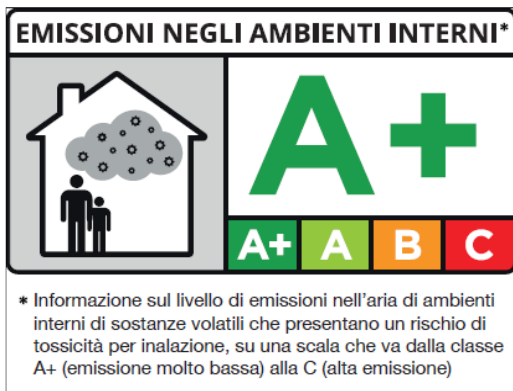 EMISSIONI NEGLI AMBIENTI INTERNI*
A+
A+ A B C
* Informazione sul livello di emissioni nell'aria di ambienti
interni di sostanze volatili che presentano un rischio di
tossicità per inalazione, su una scala che va dalla classe
A+ (emissione molto bassa) alla C (alta emissione)